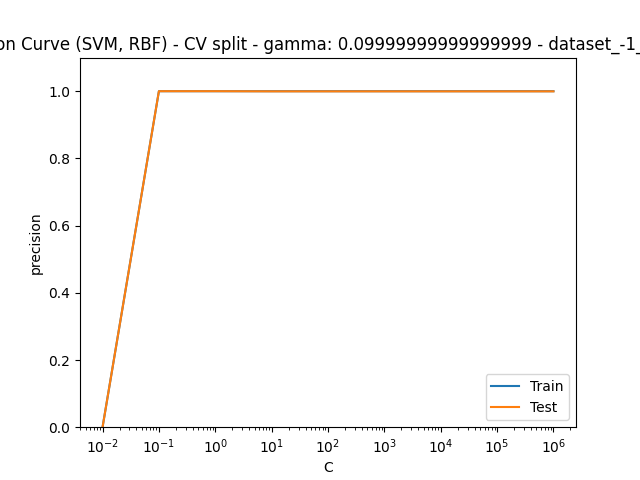 on Curve (SVM, RBF) - CV split - gamma: 0.09999999999999999 - dataset_-1_
1.0
0.8
0.6
0.4
0.2
0.0
precision
10⁻² 10⁻¹ 10⁰ 10¹ 10² 10³ 10⁴ 10⁵ 10⁶
C
Train
Test